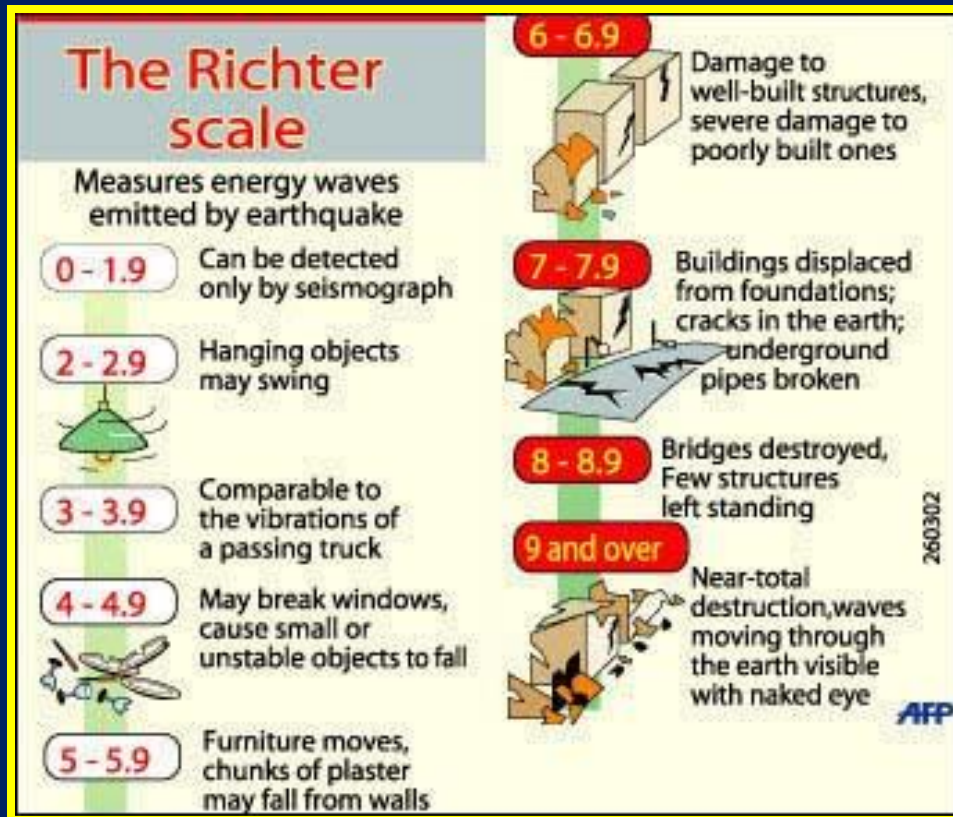 The Richter
scale
Measures energy waves
emitted by earthquake
0 - 1.9
Can be detected
only by seismograph
2 - 2.9
Hanging objects
may swing
3 - 3.9
Comparable to
the vibrations of
a passing truck
4 - 4.9
May break windows,
cause small or
unstable objects to fall
5 - 5.9
Furniture moves,
chunks of plaster
may fall from walls
6 - 6.9
Damage to
well-built structures,
severe damage to
poorly built ones
7 - 7.9
Buildings displaced
from foundations;
cracks in the earth;
underground
pipes broken
8 - 8.9
Bridges destroyed,
Few structures
left standing
9 and over
Near-total
destruction,waves
moving through
the earth visible
with naked eye
260302
AFP